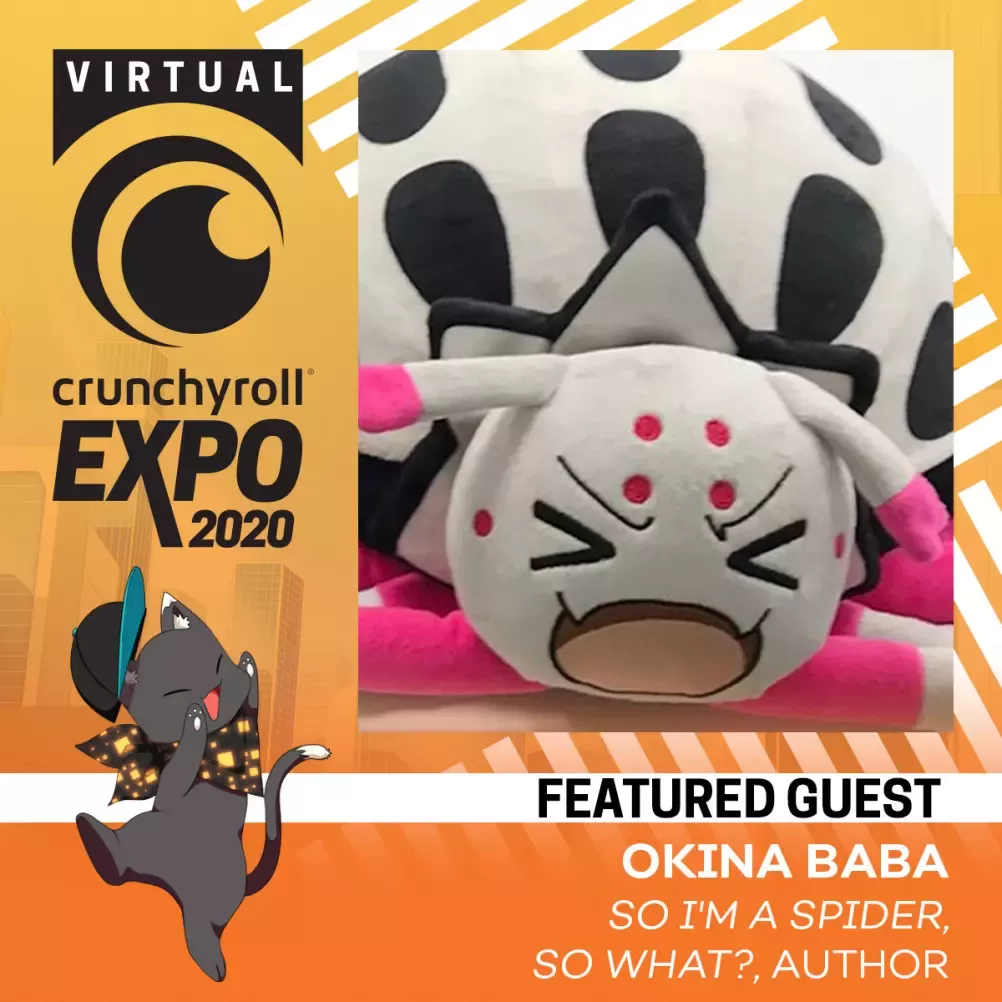 VIRTUAL
crunchyroll®
EXPO
2020
FEATURED GUEST
OKINA BABA
SO I'M A SPIDER,
SO WHAT?, AUTHOR